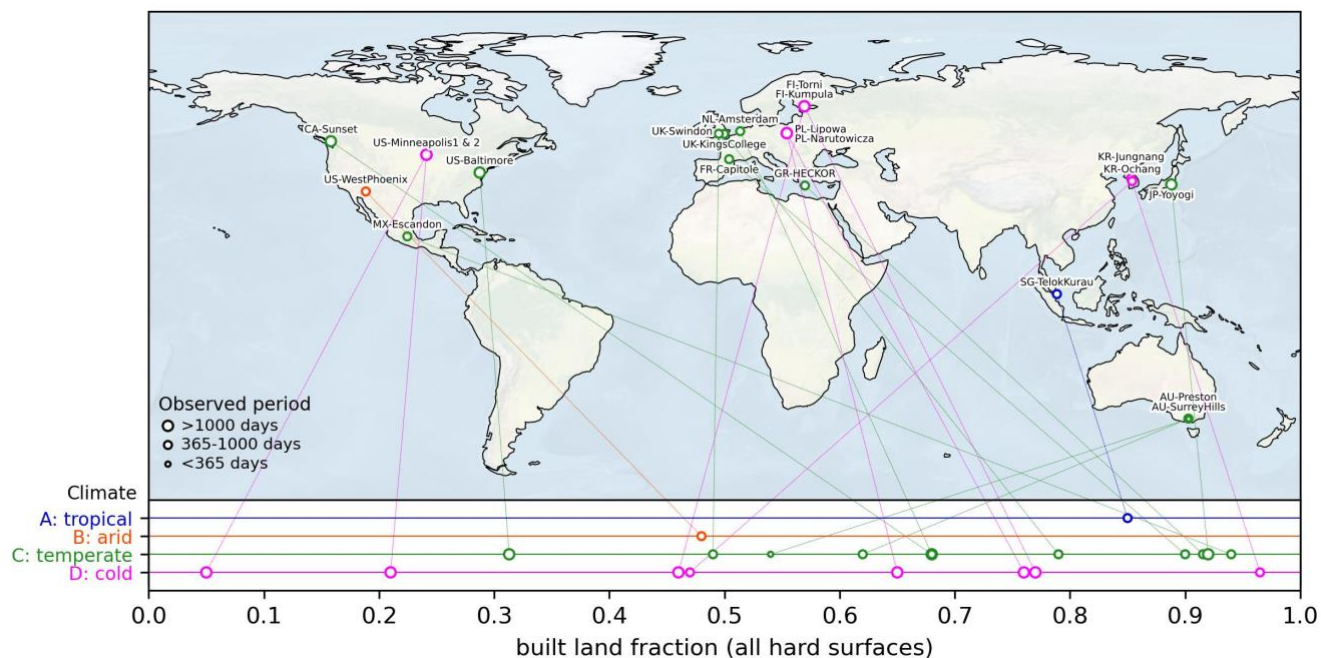 FI-Torni
FI-Kumpula
NL-Amsterdam
CA-Sunset
UK-Swindon
PL-Lipowa
PL-Narutowicza
US-Minneapolis1 & 2
UK-KingsCollege
US-Baltimore
KR-Jungnang
KR-Ochang
FR-Capitole
GR-HECKOR
US-WestPhoenix
JP-Yoyogi
MX-Escandon
SG-TelokKurau
AU-Preston
AU-SurreyHills
Observed period
>1000 days
365-1000 days
<365 days
Climate
A: tropical
B: arid
C: temperate
D: cold
0.0 0.1 0.2 0.3 0.4 0.5 0.6 0.7 0.8 0.9 1.0
built land fraction (all hard surfaces)